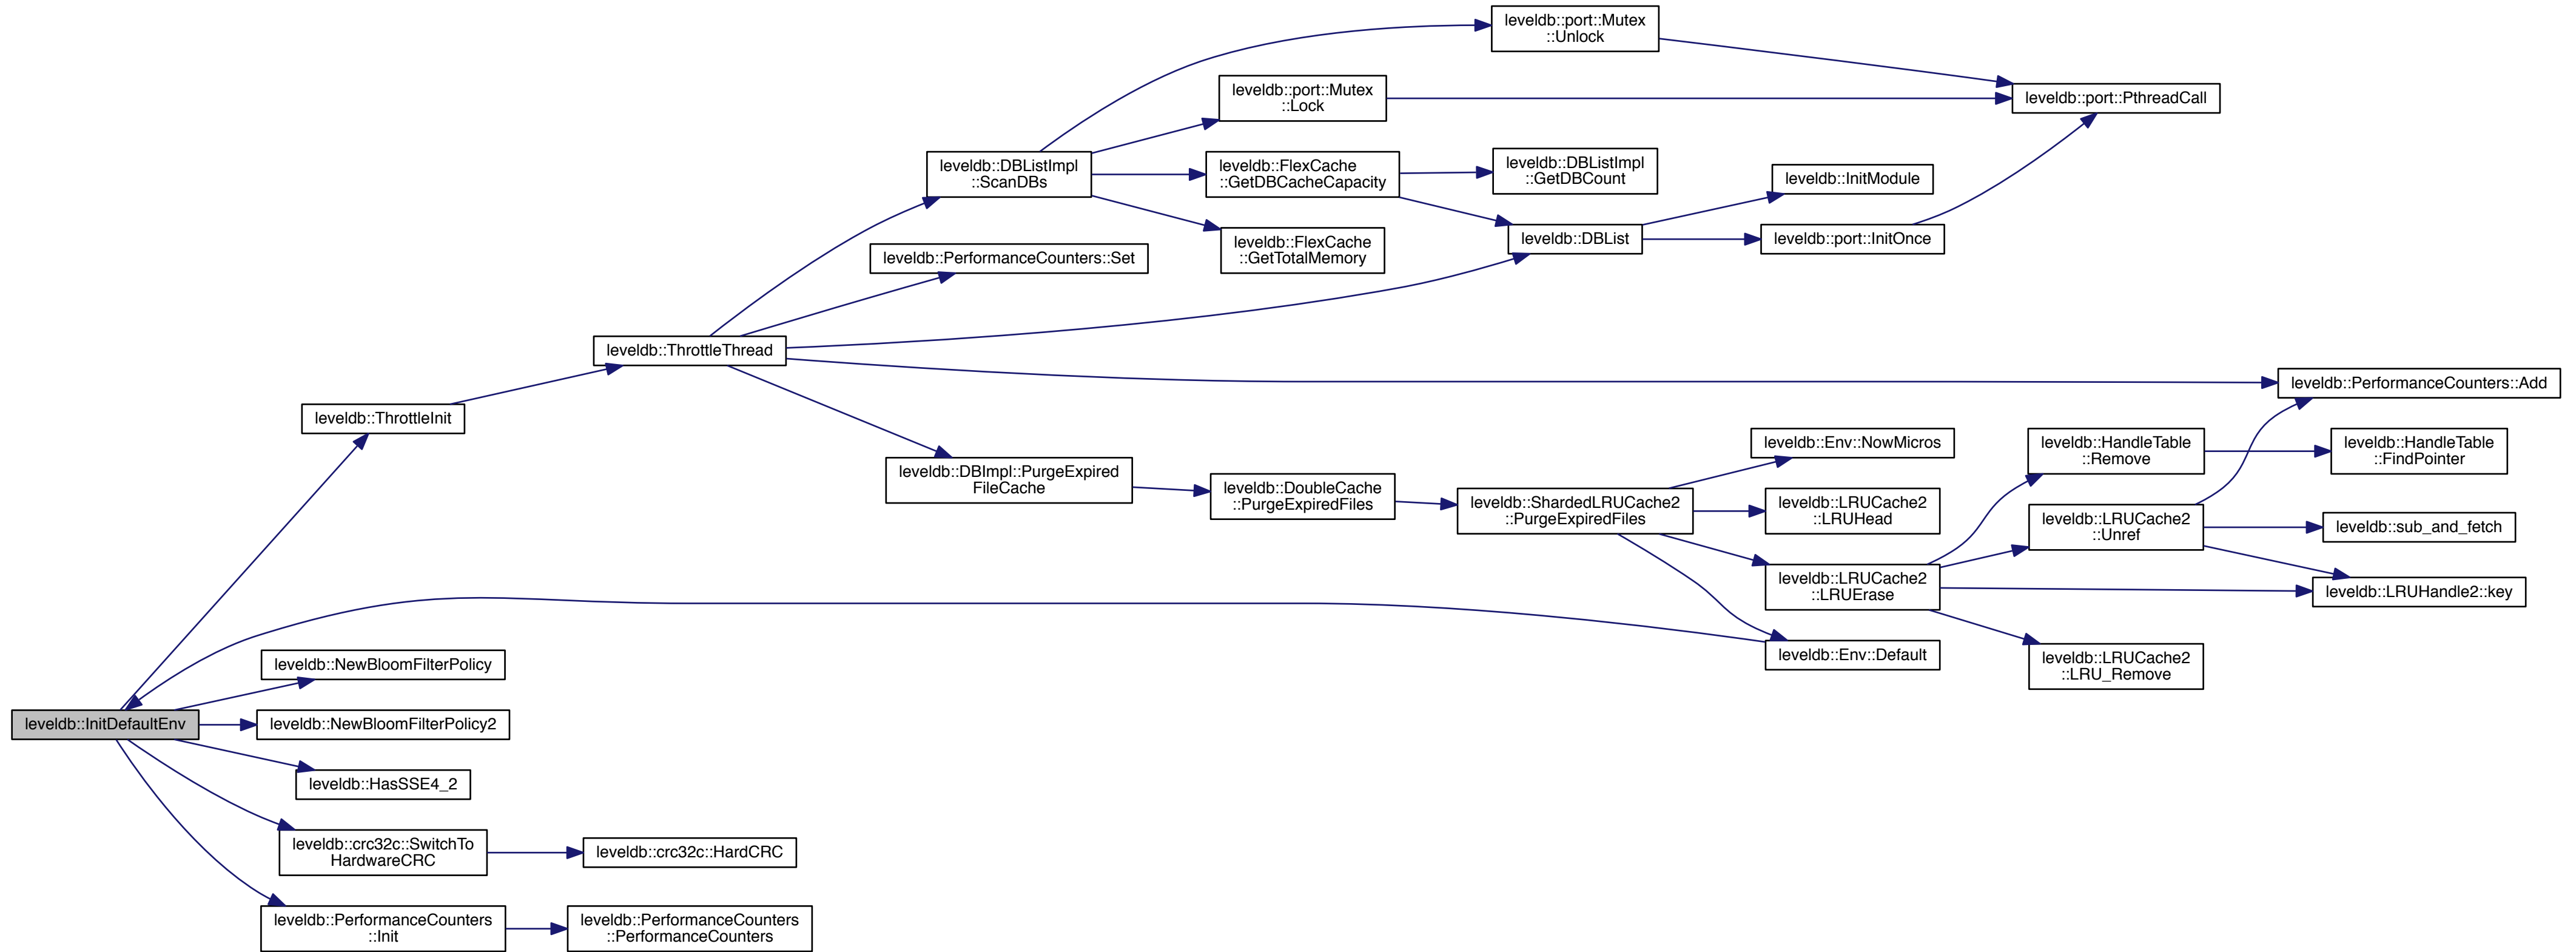 leveldb::port::Mutex
::Unlock
leveldb::port::Mutex
::Lock
leveldb::port::PthreadCall
leveldb::DBListImpl
::ScanDBs
leveldb::FlexCache
::GetDBCacheCapacity
leveldb::DBListImpl
::GetDBCount
leveldb::InitModule
leveldb::FlexCache
::GetTotalMemory
leveldb::DBList
leveldb::port::InitOnce
leveldb::PerformanceCounters::Set
leveldb::ThrottleThread
leveldb::PerformanceCounters::Add
leveldb::ThrottleInit
leveldb::DBImpl::PurgeExpired
FileCache
leveldb::DoubleCache
::PurgeExpiredFiles
leveldb::ShardedLRUCache2
::PurgeExpiredFiles
leveldb::Env::NowMicros
leveldb::HandleTable
::Remove
leveldb::HandleTable
::FindPointer
leveldb::LRUCache2
::LRUHead
leveldb::LRUCache2
::Unref
leveldb::sub_and_fetch
leveldb::LRUCache2
::LRUErase
leveldb::LRUHandle2::key
leveldb::Env::Default
leveldb::LRUCache2
::LRU_Remove
leveldb::NewBloomFilterPolicy
leveldb::InitDefaultEnv
leveldb::NewBloomFilterPolicy2
leveldb::HasSSE4_2
leveldb::crc32c::SwitchTo
HardwareCRC
leveldb::crc32c::HardCRC
leveldb::PerformanceCounters
::Init
leveldb::PerformanceCounters
::PerformanceCounters